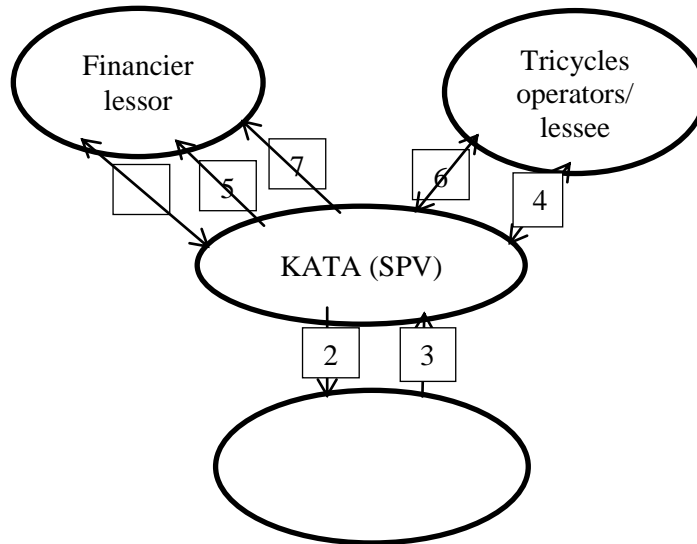 Financier
lessor
Tricycles
operators/
lessee
7
5
6
4
KATA (SPV)
2
3